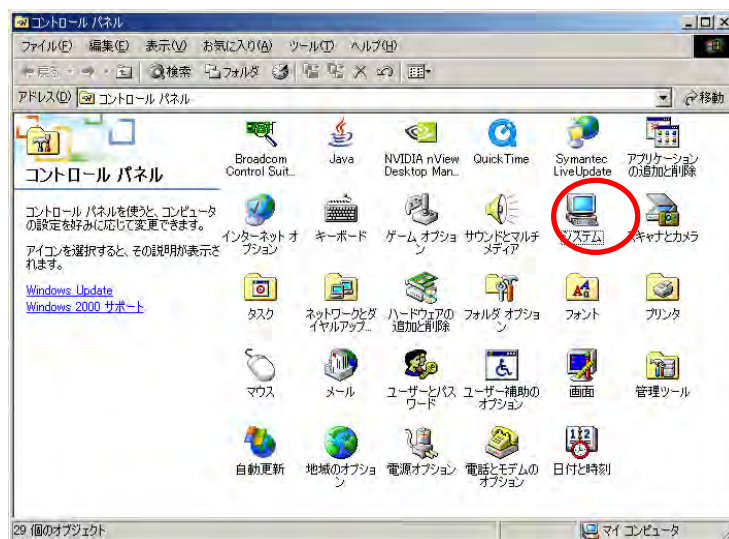 コントロール パネル
ファイル(F) 編集(E) 表示(V) お気に入り(A) ツール(T) ヘルプ(H)
戻る 検索 フォルダ
アドレス(D) コントロール パネル 移動
コントロール パネル
コントロール パネルを使うと、コンピュータ
の設定を好みに応じて変更できます。
アイコンを選択すると、その説明が表示さ
れます。
Windows Update
Windows 2000 サポート
Broadcom
Control Suit...
Java
NVIDIA nView
Desktop Man...
QuickTime
Symantec
LiveUpdate
アプリケーション
の追加と削除
インターネット オ
プション
キーボード
ゲーム オプショ
ン
サウンドとマルチ
メディア
システム
スキャナとカメラ
タスク
ネットワークとダ
イヤルアップ...
ハードウェアの
追加と削除
フォルダ オプショ
ン
フォント
プリンタ
マウス
メール
ユーザーとパス
ワード
ユーザー補助の
オプション
画面
管理ツール
自動更新
地域のオプショ
ン
電源オプション
電話とモデムの
オプション
日付と時刻
29 個のオブジェクト
マイ コンピュータ